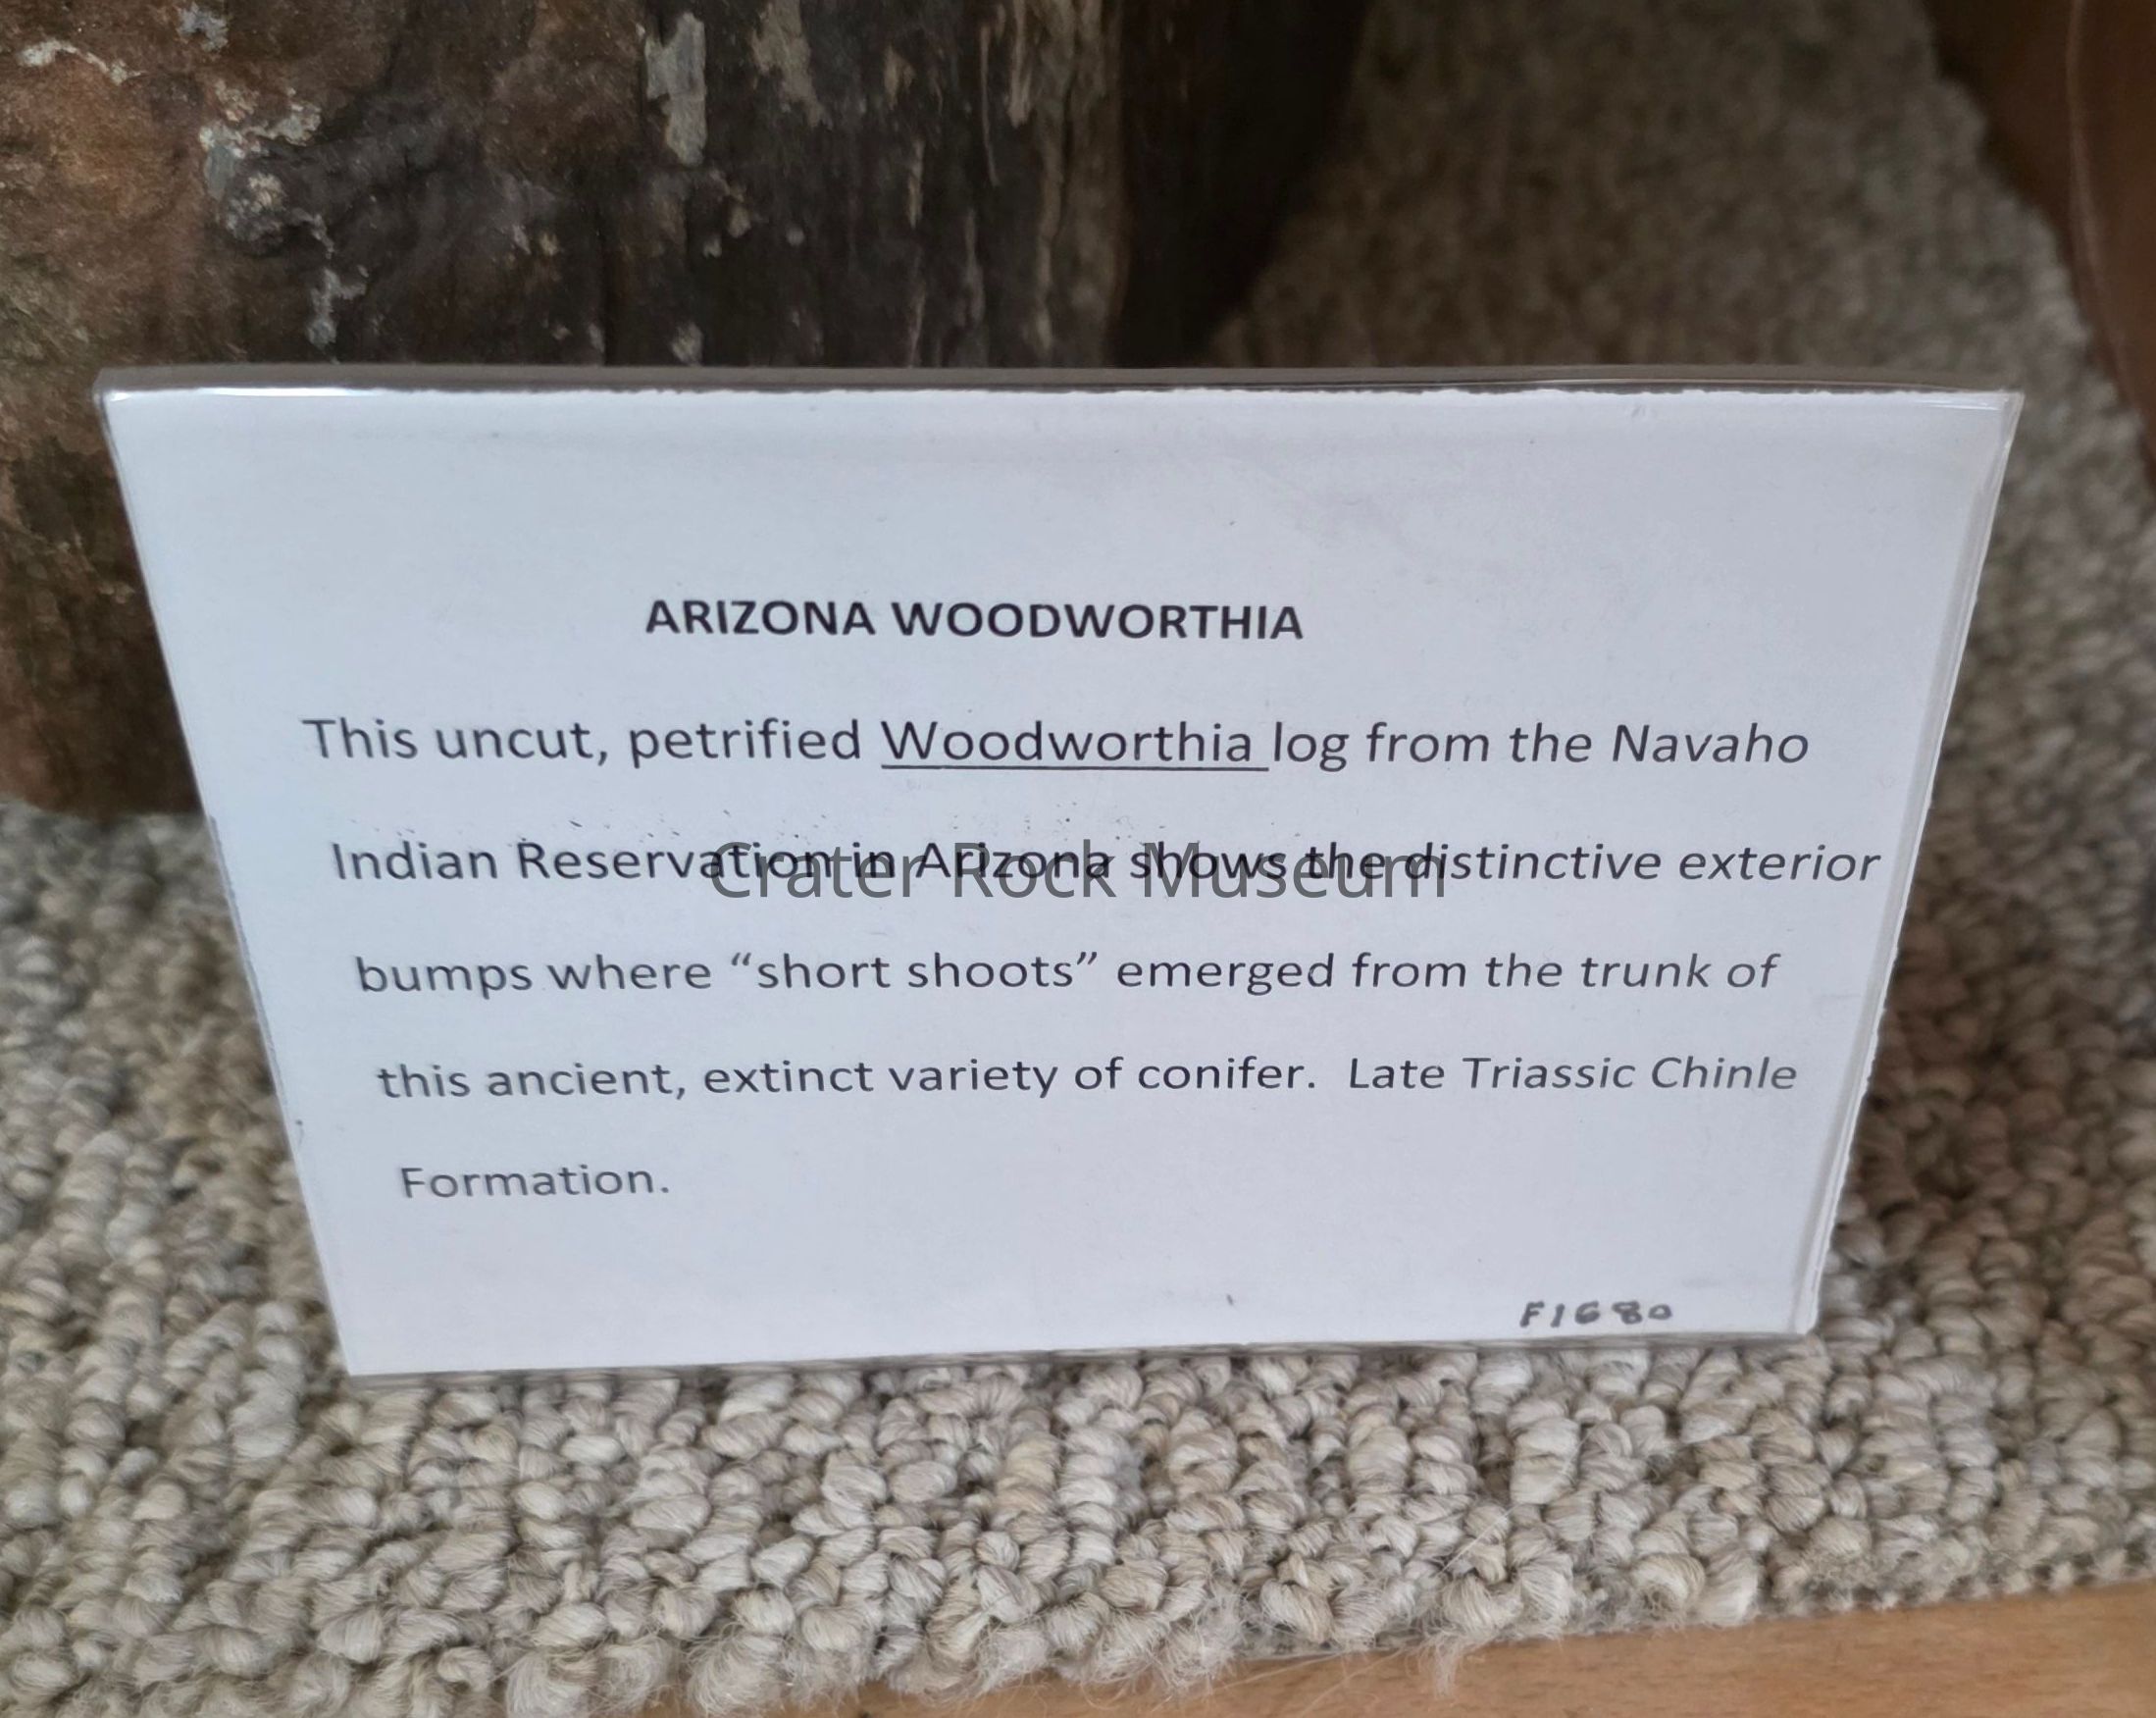 ARIZONA WOODWORTHIA
This uncut, petrified Woodworthia log from the Navaho
Indian Reservation in Arizona shows the distinctive exterior
Crater Rock Museum
bumps where “short shoots” emerged from the trunk of
this ancient, extinct variety of conifer. Late Triassic Chinle
Formation.
F1680